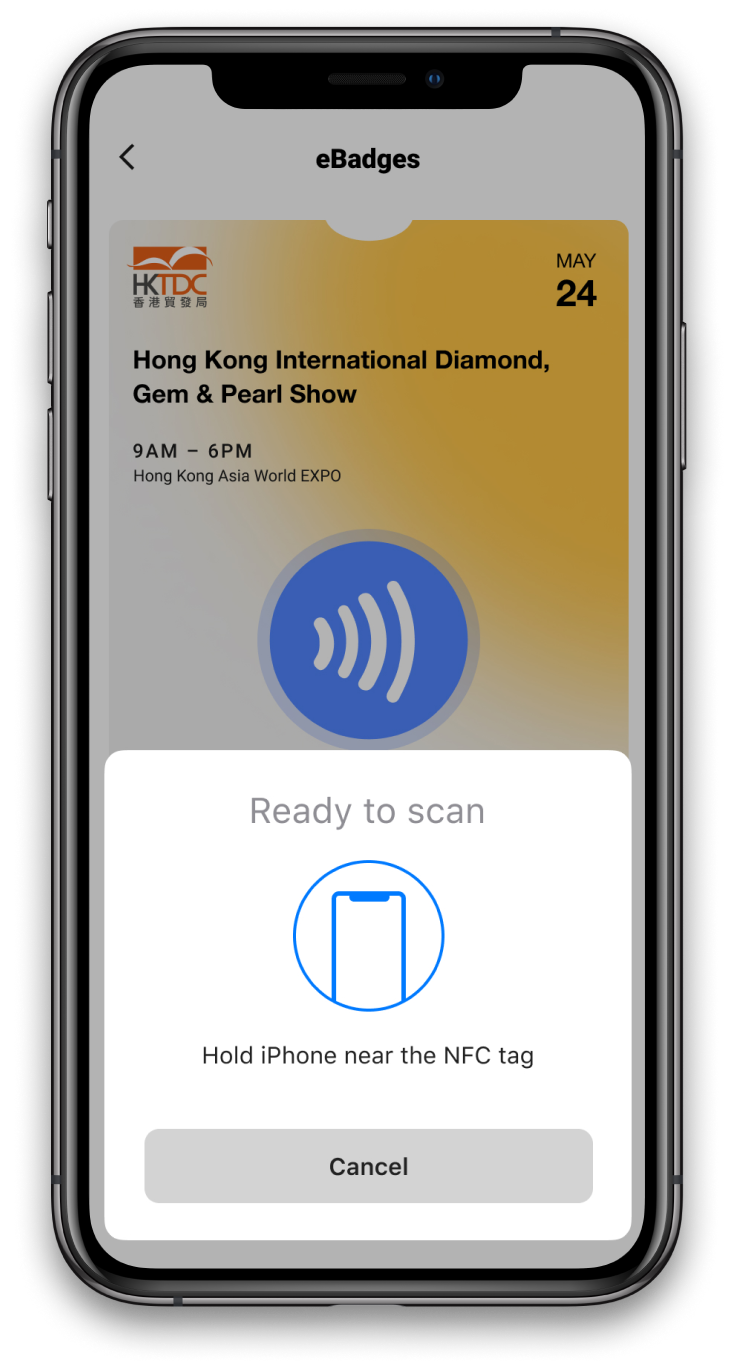 eBadges
HKTDC
香港貿發局
MAY
24
Hong Kong International Diamond,
Gem & Pearl Show
9AM – 6PM
Hong Kong Asia World EXPO
Ready to scan
Hold iPhone near the NFC tag
Cancel